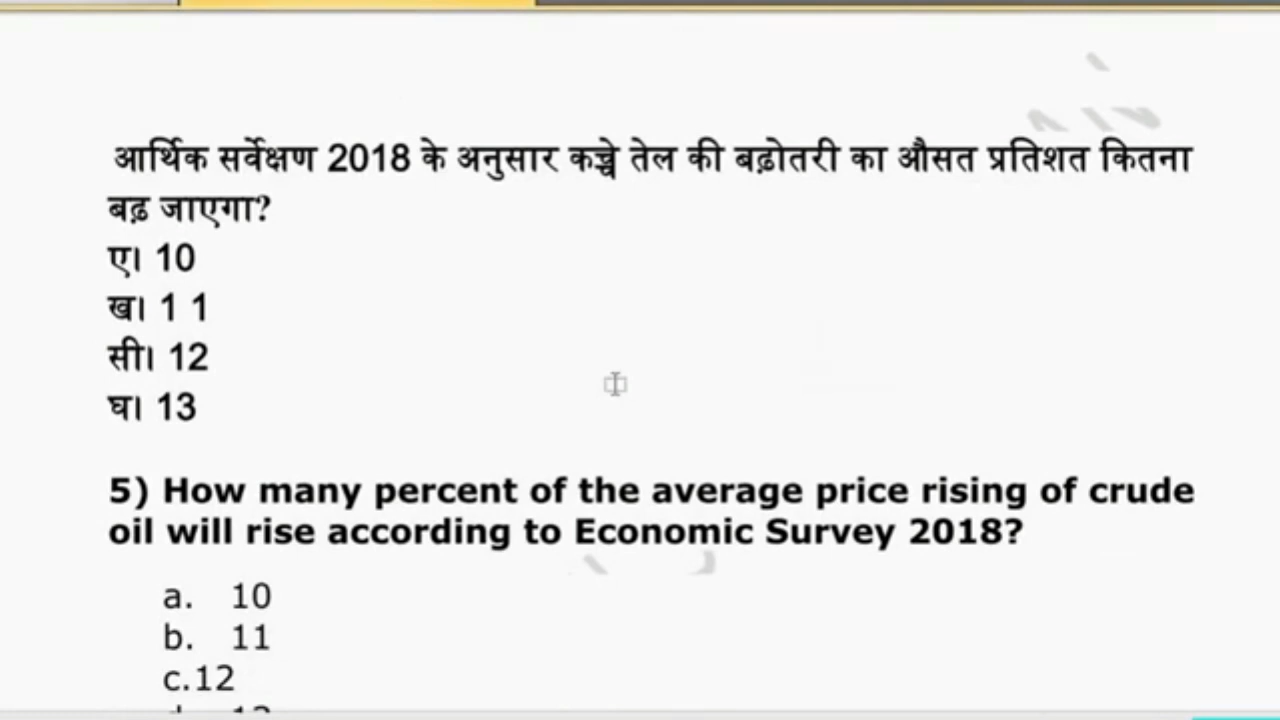 आर्थिक सर्वेक्षण 2018 के अनुसार कच्चे तेल की बढ़ोतरी का औसत प्रतिशत कितना
बढ़ जाएगा?
ए। 10
ख। 1 1
सी। 12
घ। 13
5) How many percent of the average price rising of crude
oil will rise according to Economic Survey 2018?
a. 10
b. 11
c.12